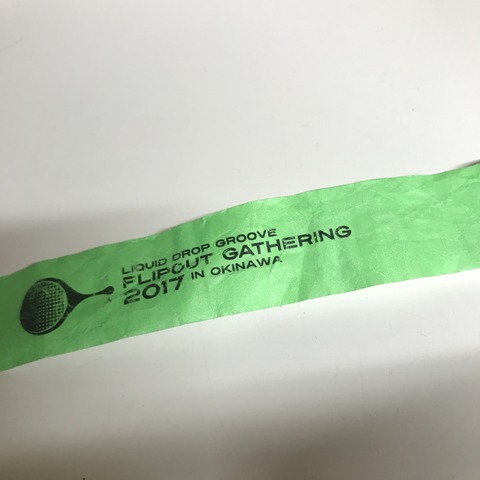 LIQUID DROP GROOVE
FLIPOUT GATHERING
2017 IN OKINAWA